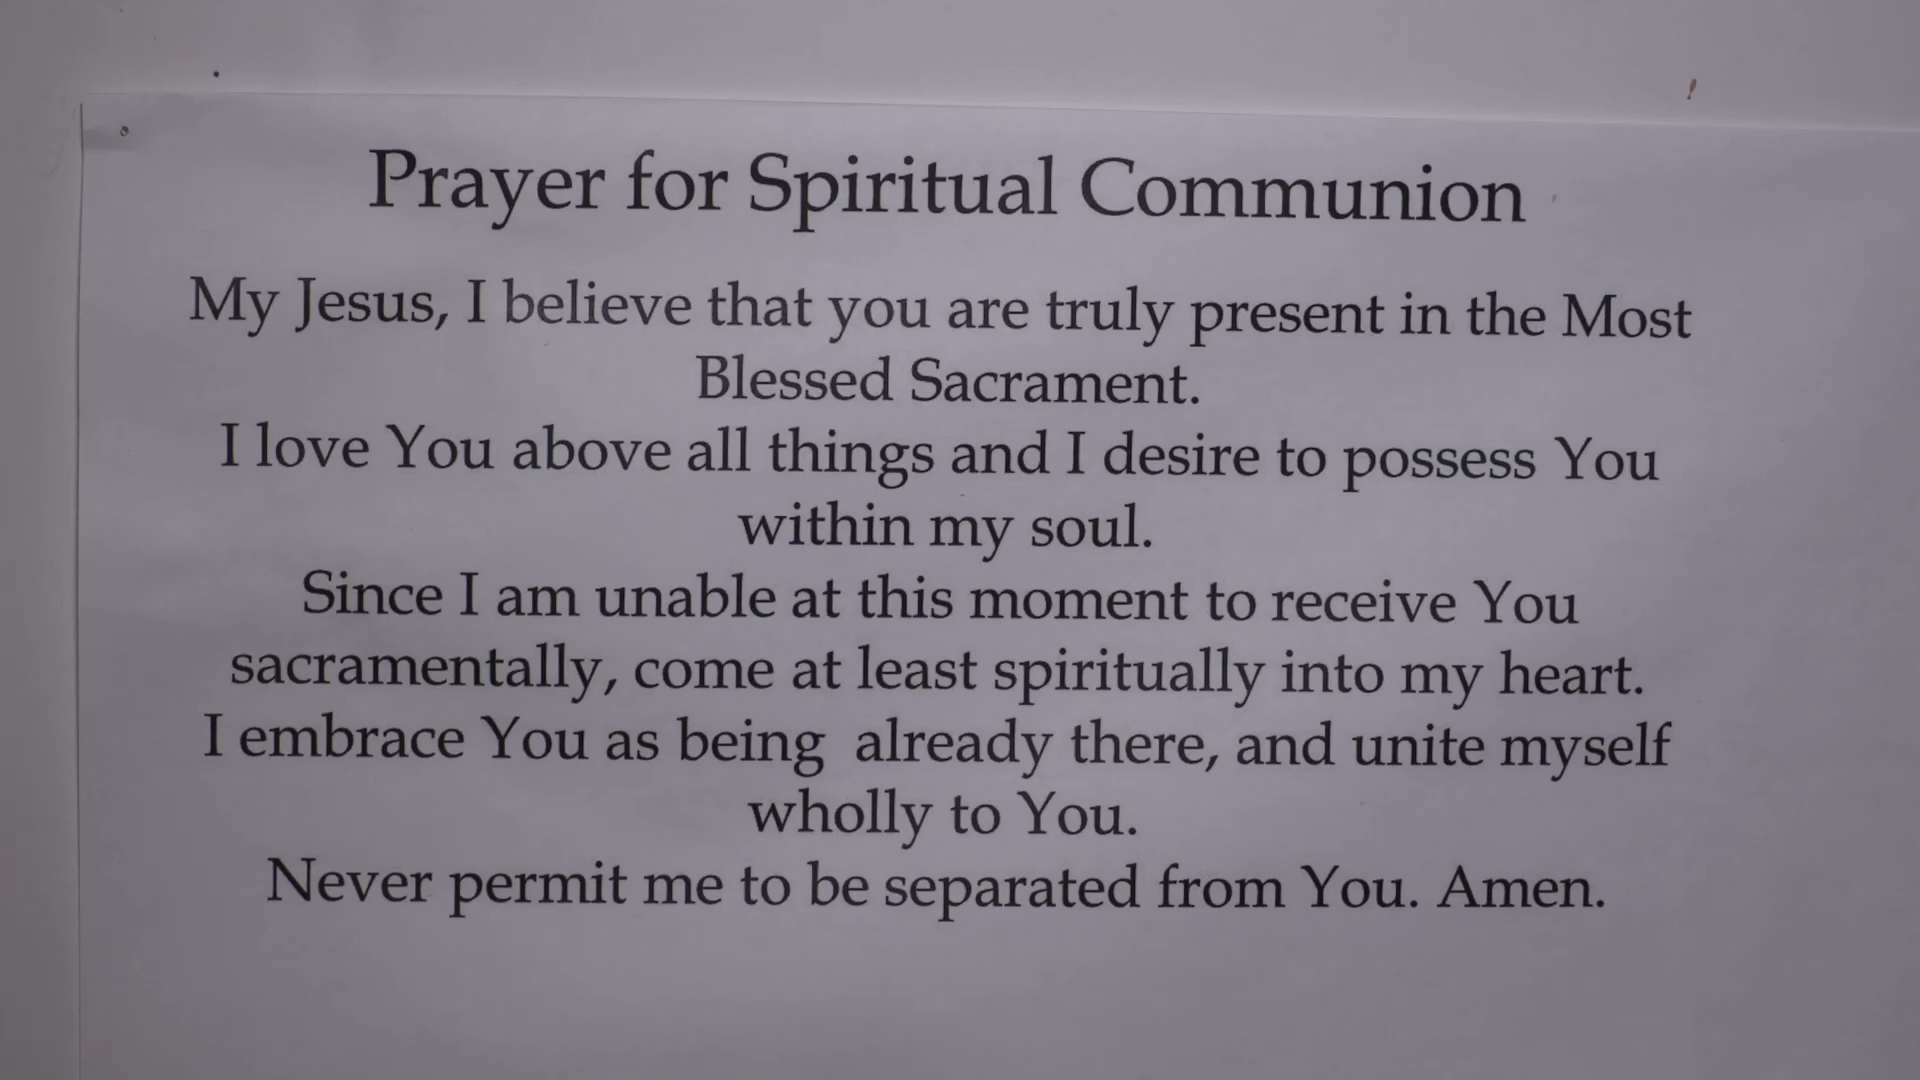 Prayer for Spiritual Communion
My Jesus, I believe that you are truly present in the Most
Blessed Sacrament.
I love You above all things and I desire to possess You
within my soul.
Since I am unable at this moment to receive You
sacramentally, come at least spiritually into my heart.
I embrace You as being  already there, and unite myself
wholly to You.
Never permit me to be separated from You. Amen.